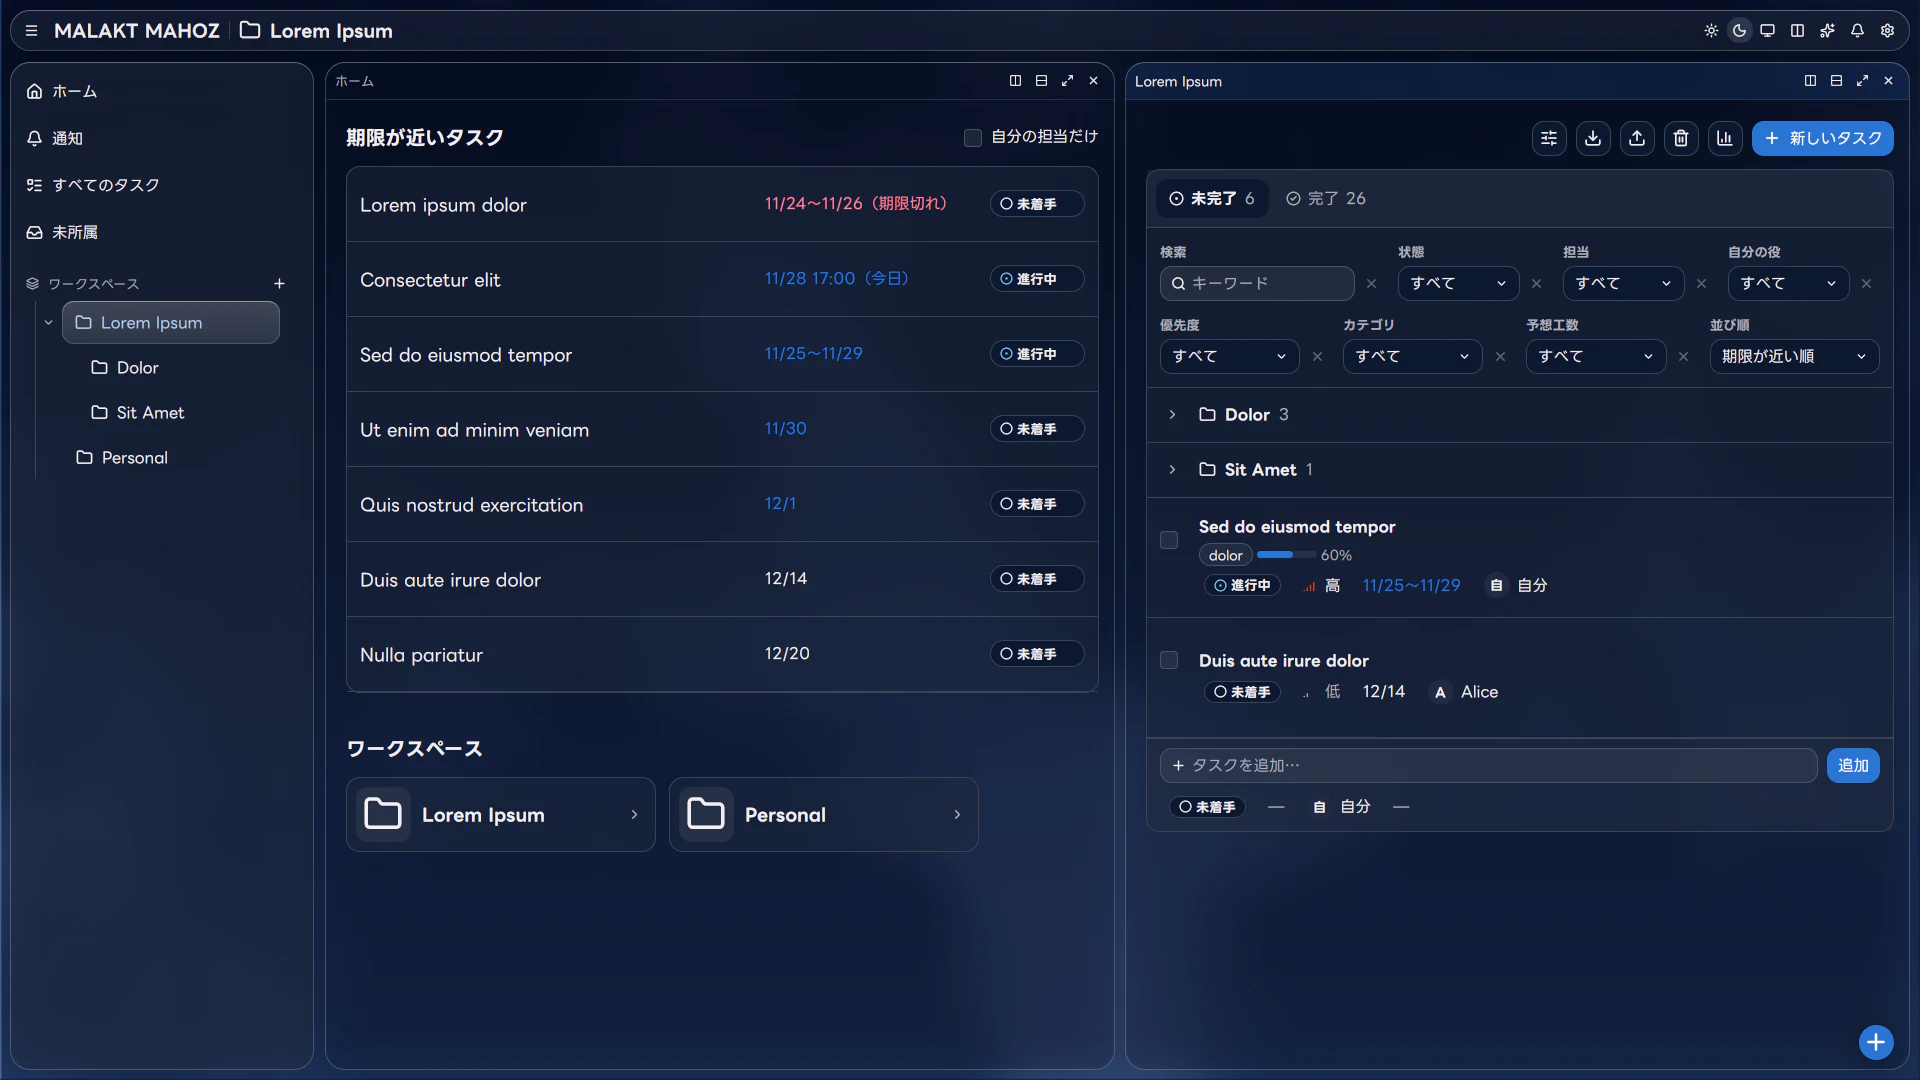 MALAKT MAHOZ
Lorem Ipsum
ホーム
通知
すべてのタスク
未所属
ワークスペース
Lorem Ipsum
Dolor
Sit Amet
Personal
ホーム
期限が近いタスク
自分の担当だけ
Lorem ipsum dolor 11/24〜11/26（期限切れ） 未着手
Consectetur elit 11/28 17:00（今日） 進行中
Sed do eiusmod tempor 11/25〜11/29 進行中
Ut enim ad minim veniam 11/30 未着手
Quis nostrud exercitation 12/1 未着手
Duis aute irure dolor 12/14 未着手
Nulla pariatur 12/20 未着手
ワークスペース
Lorem Ipsum
Personal
Lorem Ipsum
新しいタスク
未完了 6 完了 26
検索 状態 担当 自分の役
キーワード すべて すべて すべて
優先度 カテゴリ 予想工数 並び順
すべて すべて すべて 期限が近い順
Dolor 3
Sit Amet 1
Sed do eiusmod tempor
dolor 60%
進行中 高 11/25〜11/29 自 自分
Duis aute irure dolor
未着手 低 12/14 A Alice
タスクを追加… 追加
未着手 — 自 自分 —